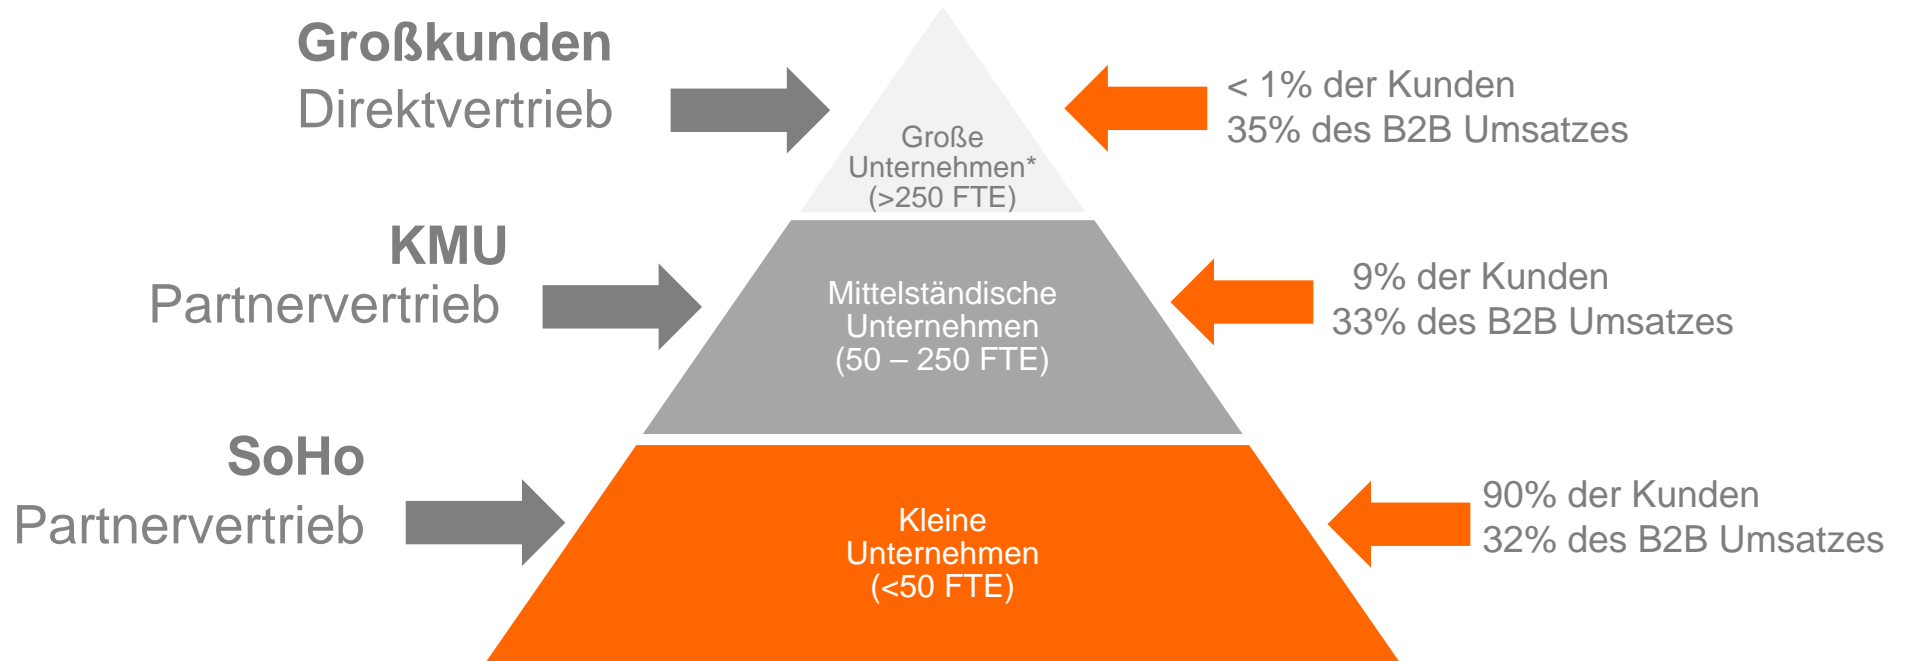 Großkunden
Direktvertrieb
Große
Unternehmen*
(>250 FTE)
< 1% der Kunden
35% des B2B Umsatzes
KMU
Partnervertrieb
Mittelständische
Unternehmen
(50 – 250 FTE)
9% der Kunden
33% des B2B Umsatzes
SoHo
Partnervertrieb
Kleine
Unternehmen
(<50 FTE)
90% der Kunden
32% des B2B Umsatzes